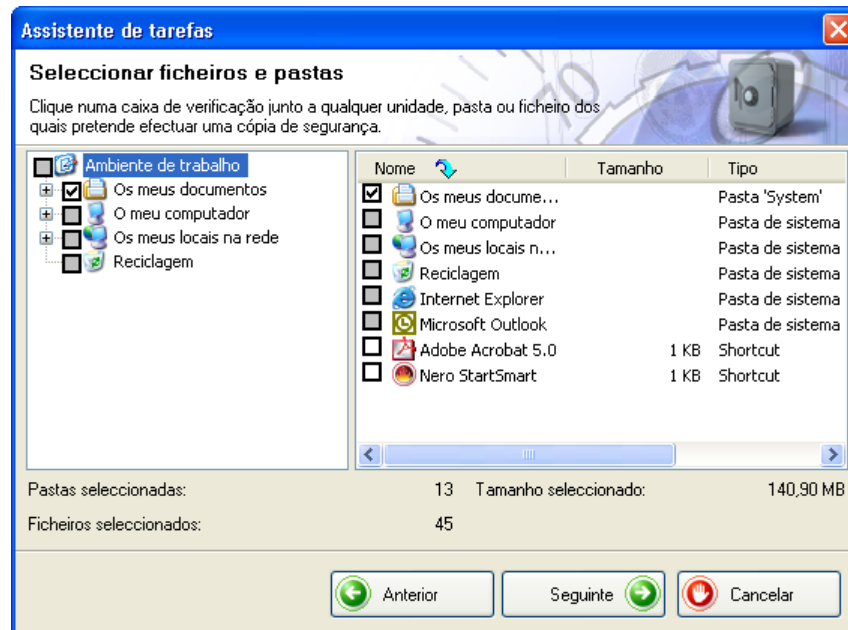 Assistente de tarefas
Seleccionar ficheiros e pastas
Clique numa caixa de verificação junto a qualquer unidade, pasta ou ficheiro dos
quais pretende efectuar uma cópia de segurança.
70
Ambiente de trabalho
Os meus documentos
O meu computador
Os meus locais na rede
Reciclagem
Nome Tamanho Tipo
Os meus docume... Pasta 'System'
O meu computador Pasta de sistema
Os meus locais n... Pasta de sistema
Reciclagem Pasta de sistema
Internet Explorer Pasta de sistema
Microsoft Outlook Pasta de sistema
Adobe Acrobat 5.0 1 KB Shortcut
Nero StartSmart 1 KB Shortcut
Pastas seleccionadas: 13 Tamanho seleccionado: 140,90 MB
Ficheiros seleccionados: 45
Anterior Seguinte Cancelar